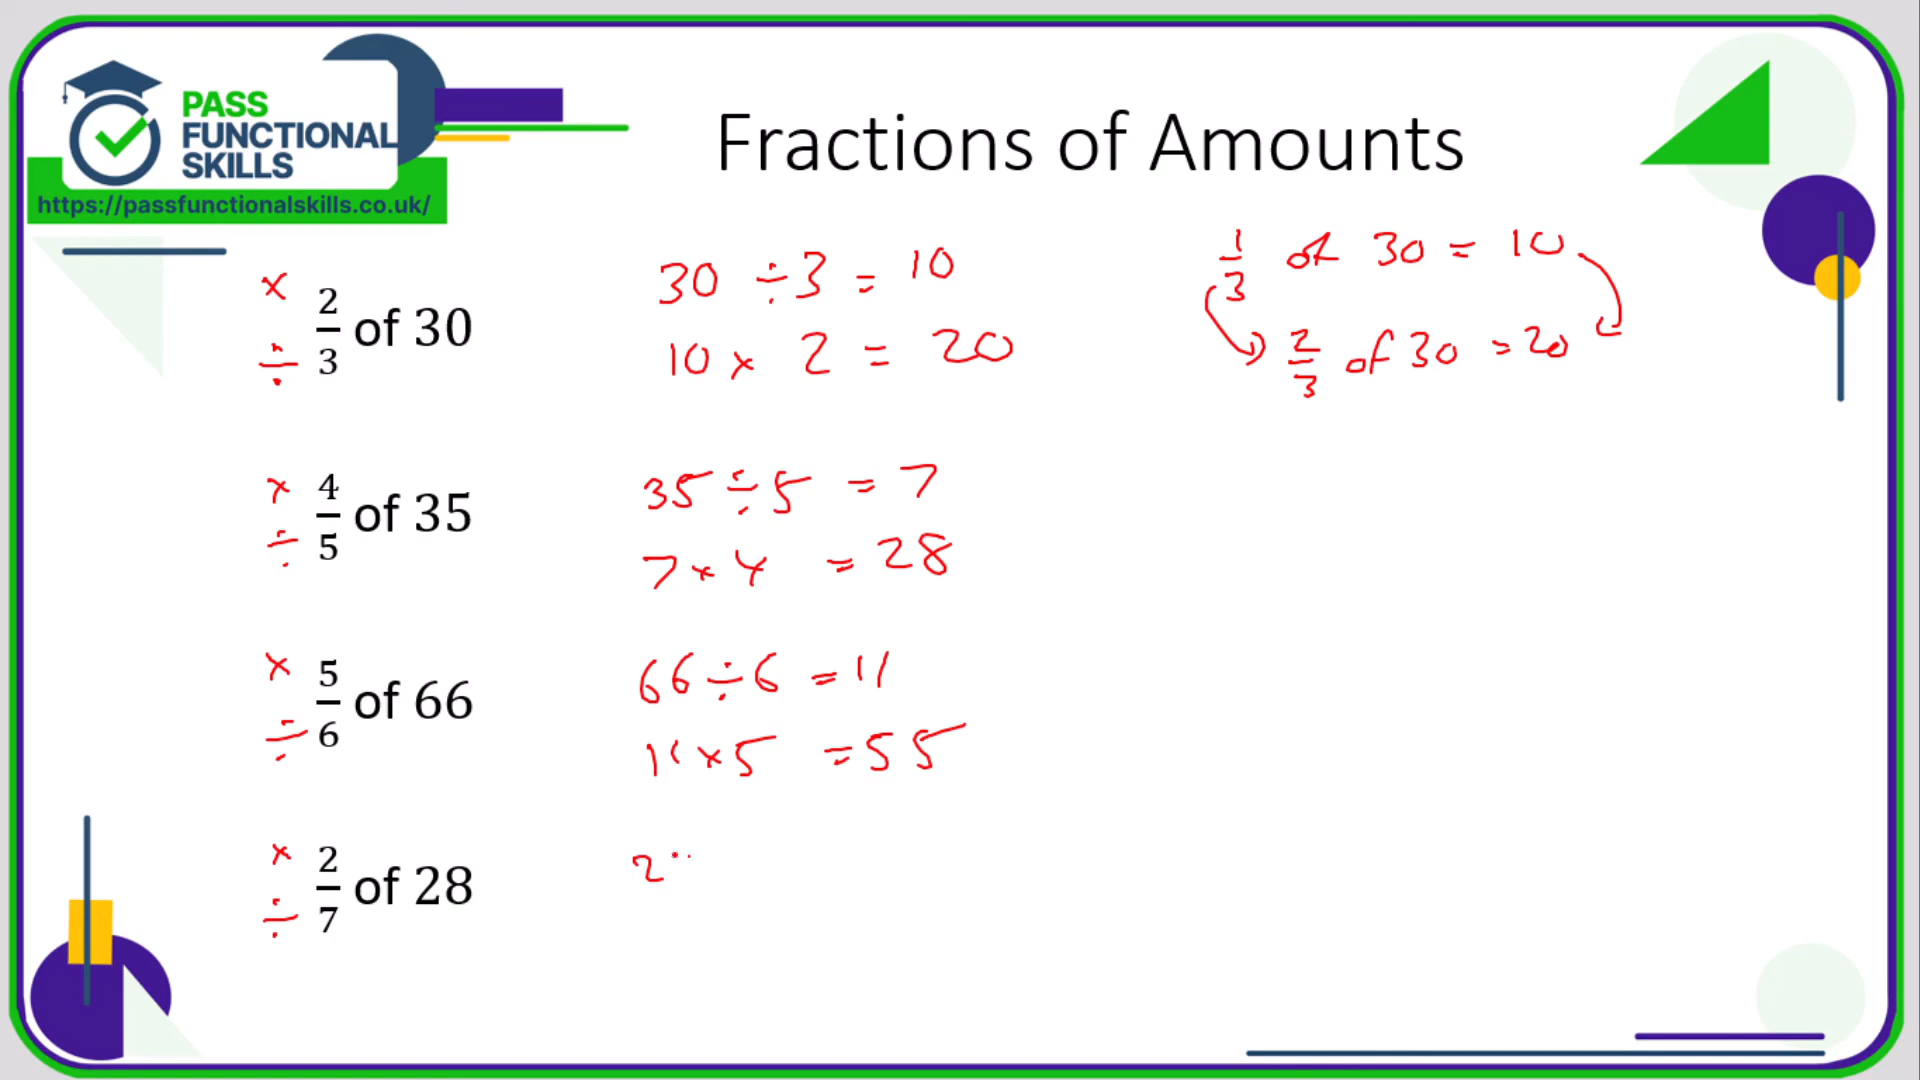 PASS
FUNCTIONAL
SKILLS
https://passfunctionalskills.co.uk/
Fractions of Amounts
× 2/3 of 30
÷
30 ÷ 3 = 10
10 × 2 = 20
1/3 of 30 = 10
2/3 of 30 = 20
× 4/5 of 35
÷
35 ÷ 5 = 7
7 × 4 = 28
× 5/6 of 66
÷
66 ÷ 6 = 11
11 × 5 = 55
× 2/7 of 28
÷
2